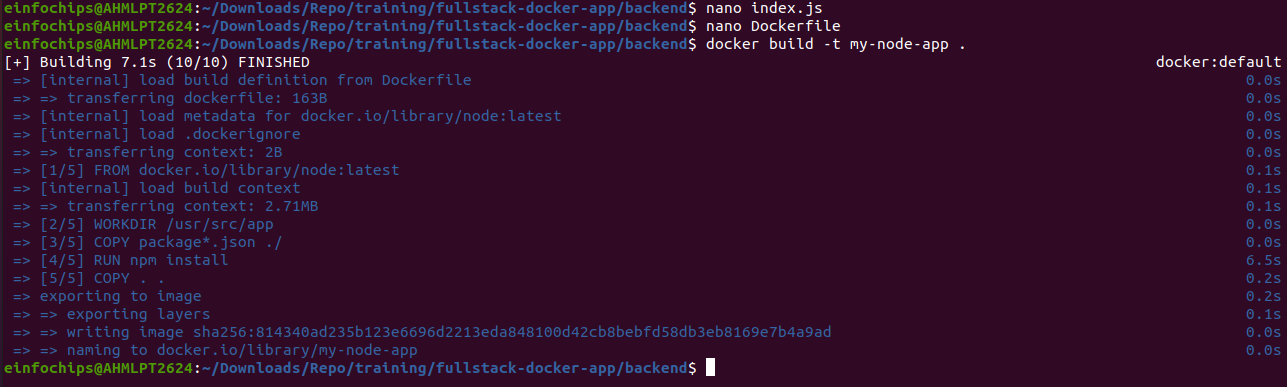 einfochips@AHMLPT2624:~/Downloads/Repo/training/fullstack-docker-app/backend$ nano index.js
einfochips@AHMLPT2624:~/Downloads/Repo/training/fullstack-docker-app/backend$ nano Dockerfile
einfochips@AHMLPT2624:~/Downloads/Repo/training/fullstack-docker-app/backend$ docker build -t my-node-app .
[+] Building 7.1s (10/10) FINISHED docker:default
=> [internal] load build definition from Dockerfile 0.0s
=> => transferring dockerfile: 163B 0.0s
=> [internal] load metadata for docker.io/library/node:latest 0.0s
=> [internal] load .dockerignore 0.0s
=> => transferring context: 2B 0.0s
=> [1/5] FROM docker.io/library/node:latest 0.1s
=> [internal] load build context 0.1s
=> => transferring context: 2.71MB 0.1s
=> [2/5] WORKDIR /usr/src/app 0.0s
=> [3/5] COPY package*.json ./ 0.0s
=> [4/5] RUN npm install 6.5s
=> [5/5] COPY . . 0.2s
=> exporting to image 0.2s
=> => exporting layers 0.1s
=> => writing image sha256:814340ad235b123e6696d2213eda848100d42cb8bebfd58db3eb8169e7b4a9ad 0.0s
=> => naming to docker.io/library/my-node-app 0.0s
einfochips@AHMLPT2624:~/Downloads/Repo/training/fullstack-docker-app/backend$